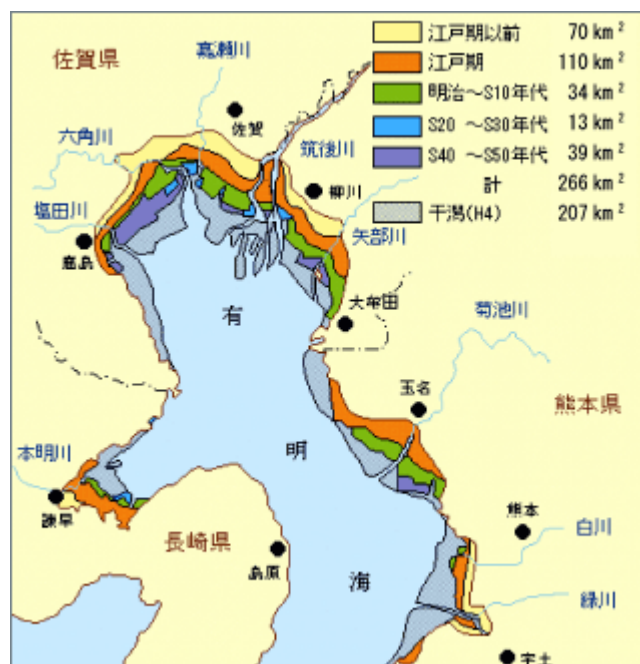 江戸期以前 70 km²
江戸期 110 km²
明治～S10年代 34 km²
S20 ～S30年代 13 km²
S40 ～S50年代 39 km²
計 266 km²
干潟(H4) 207 km²
佐賀県
嘉瀬川
佐賀
六角川
筑後川
柳川
塩田川
鹿島
矢部川
大牟田
有
菊池川
玉名
熊本県
本明川
明
諫早
長崎県
島原
熊本
白川
海
緑川
宇土